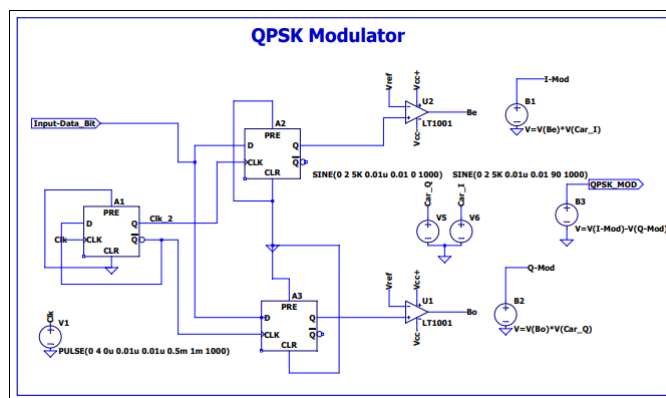 QPSK Modulator
Input-Data_Bit
A2
PRE
D
Q
CLK
Q
CLR
Vref
Vcc+
U2
LT1001
Vcc-
Be
I-Mod
B1
V=V(Be)*V(Car_I)
SINE(0 2 5K 0.01u 0.01 0 1000)
SINE(0 2 5K 0.01u 0.01 90 1000)
A1
PRE
D
Q
Clk
CLK
Q
CLR
Clk_2
Car_Q
V5
Car_I
V6
QPSK_MOD
B3
V=V(I-Mod)-V(Q-Mod)
A3
PRE
D
Q
CLK
Q
CLR
Vref
Vcc+
U1
LT1001
Vcc-
Bo
Q-Mod
B2
V=V(Bo)*V(Car_Q)
Clk
V1
PULSE(0 4 0u 0.01u 0.01u 0.5m 1m 1000)